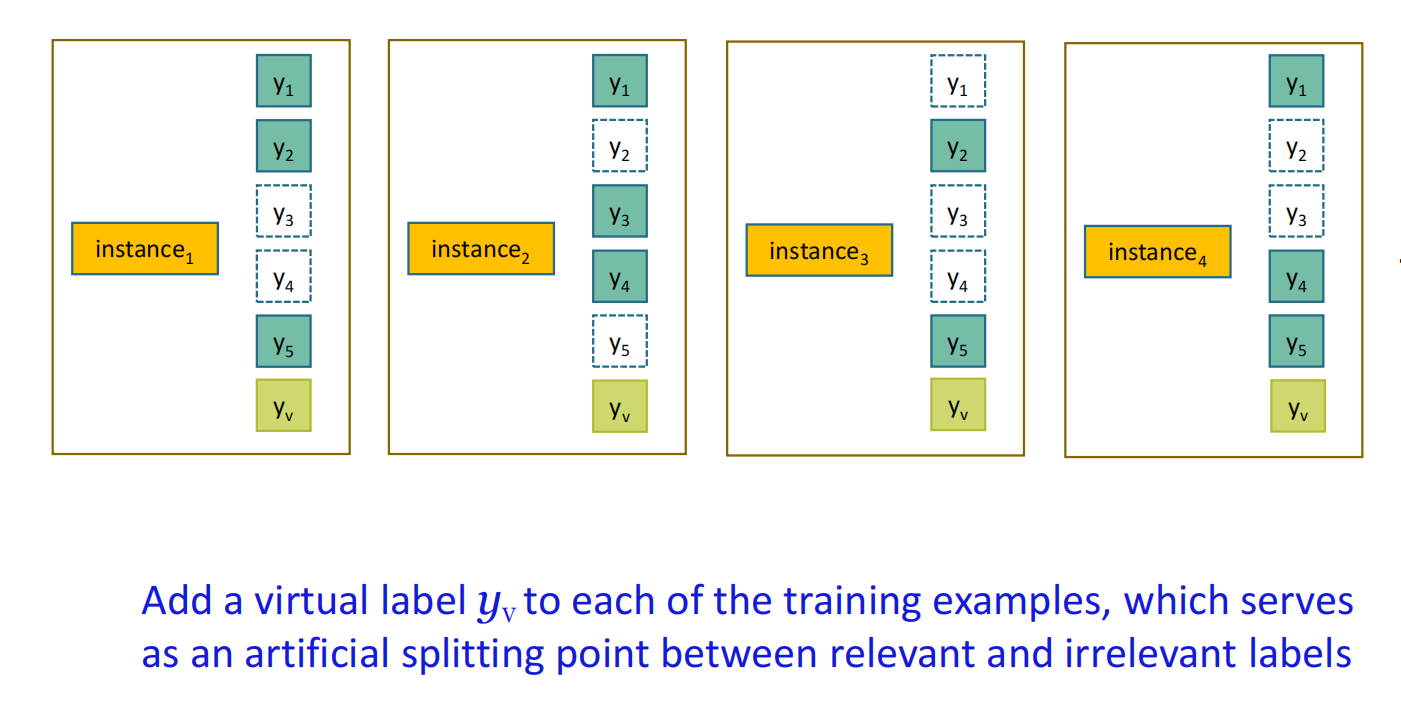 y1
y2
y3
y4
y5
yv
instance1
y1
y2
y3
y4
y5
yv
instance2
y1
y2
y3
y4
y5
yv
instance3
y1
y2
y3
y4
y5
yv
instance4
Add a virtual label yv to each of the training examples, which serves
as an artificial splitting point between relevant and irrelevant labels